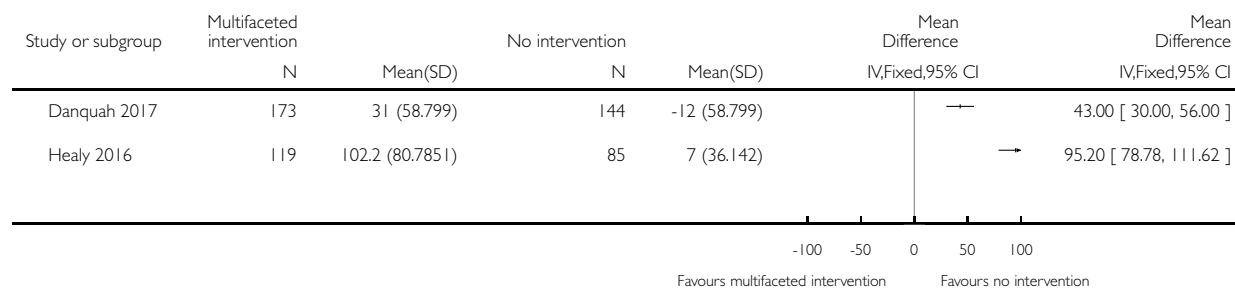 Study or subgroup Multifaceted intervention No intervention Mean Difference Mean Difference
N Mean(SD) N Mean(SD) IV,Fixed,95% CI IV,Fixed,95% CI
Danquah 2017 173 31 (58.799) 144 -12 (58.799) 43.00 [ 30.00, 56.00 ]
Healy 2016 119 102.2 (80.7851) 85 7 (36.142) 95.20 [ 78.78, 111.62 ]
-100 -50 0 50 100
Favours multifaceted intervention Favours no intervention